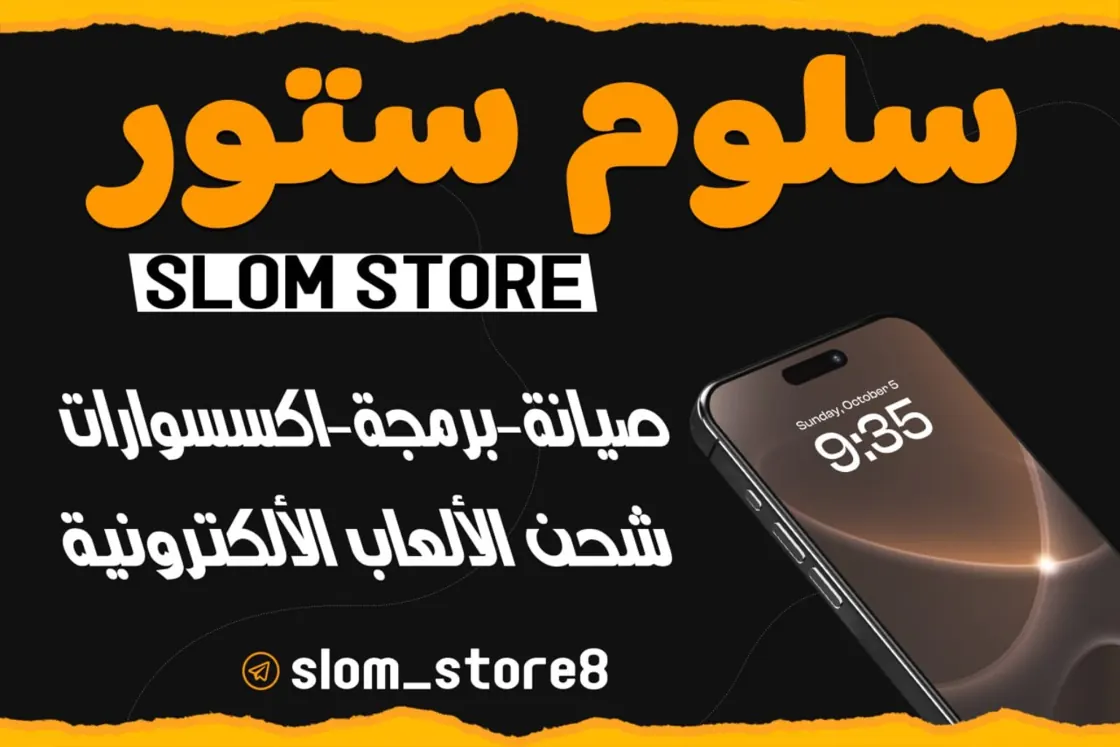 سلوم ستور
SLOM STORE
صيانة-برمجة-اكسسوارات
شحن الألعاب الألكترونية
slom_store8
Sunday, October 5
9:35